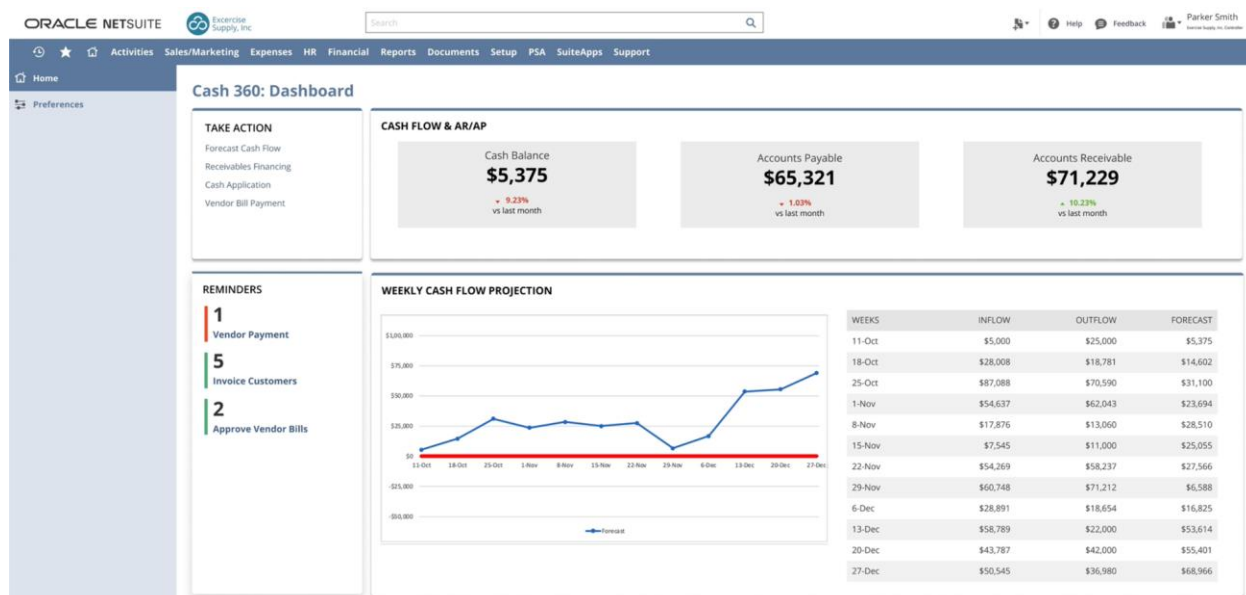 ORACLE NETSUITE
Excercise
Supply, Inc
Search
Help
Feedback
Parker Smith
Exercise Supply, Inc. Controller
Activities Sales/Marketing Expenses HR Financial Reports Documents Setup PSA SuiteApps Support
Home
Preferences
Cash 360: Dashboard
TAKE ACTION
Forecast Cash Flow
Receivables Financing
Cash Application
Vendor Bill Payment
CASH FLOW & AR/AP
Cash Balance
$5,375
9.23%
vs last month
Accounts Payable
$65,321
1.03%
vs last month
Accounts Receivable
$71,229
10.23%
vs last month
REMINDERS
1
Vendor Payment
5
Invoice Customers
2
Approve Vendor Bills
WEEKLY CASH FLOW PROJECTION
$1,00,000
$75,000
$50,000
$25,000
$0
-$25,000
-$50,000
11-Oct 18-Oct 25-Oct 1-Nov 8-Nov 15-Nov 22-Nov 29-Nov 6-Dec 13-Dec 20-Dec 27-Dec
Forecast
WEEKS INFLOW OUTFLOW FORECAST
11-Oct $5,000 $25,000 $5,375
18-Oct $28,008 $18,781 $14,602
25-Oct $87,088 $70,590 $31,100
1-Nov $54,637 $62,043 $23,694
8-Nov $17,876 $13,060 $28,510
15-Nov $7,545 $11,000 $25,055
22-Nov $54,269 $58,237 $27,566
29-Nov $60,748 $71,212 $6,588
6-Dec $28,891 $18,654 $16,825
13-Dec $58,789 $22,000 $53,614
20-Dec $43,787 $42,000 $55,401
27-Dec $50,545 $36,980 $68,966